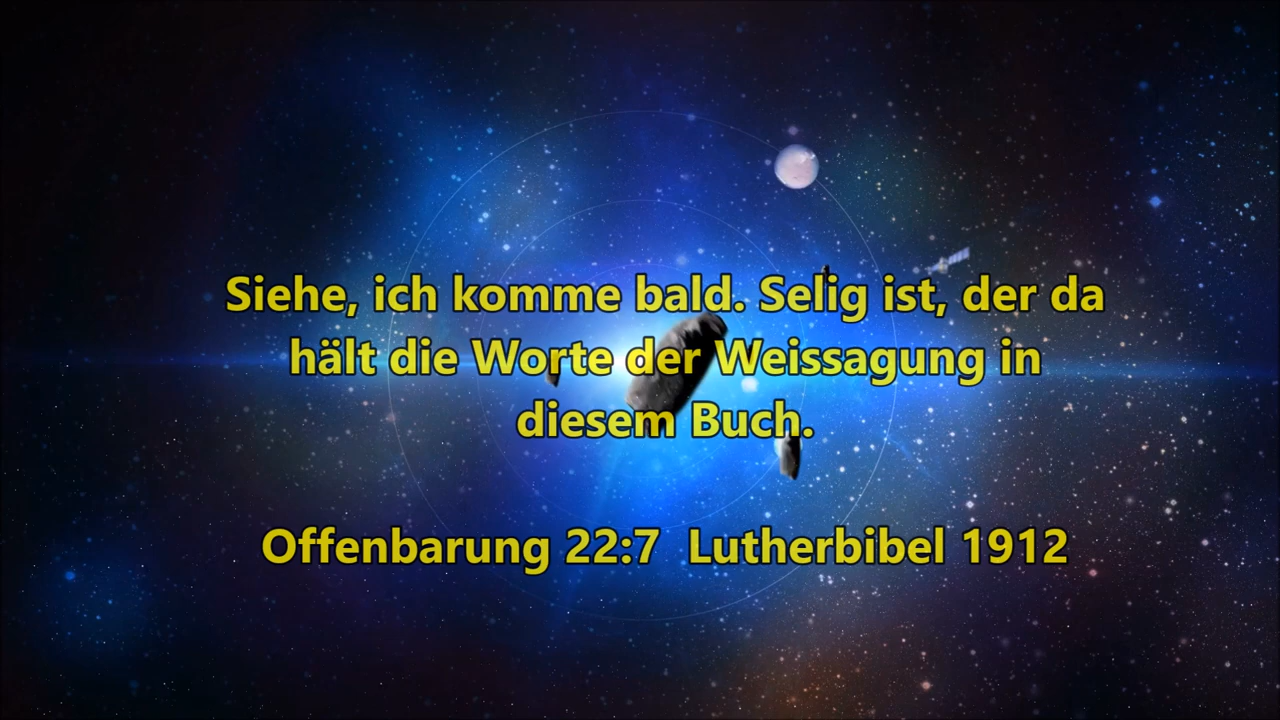 Siehe, ich komme bald. Selig ist, der da
hält die Worte der Weissagung in
diesem Buch.
Offenbarung 22:7  Lutherbibel 1912